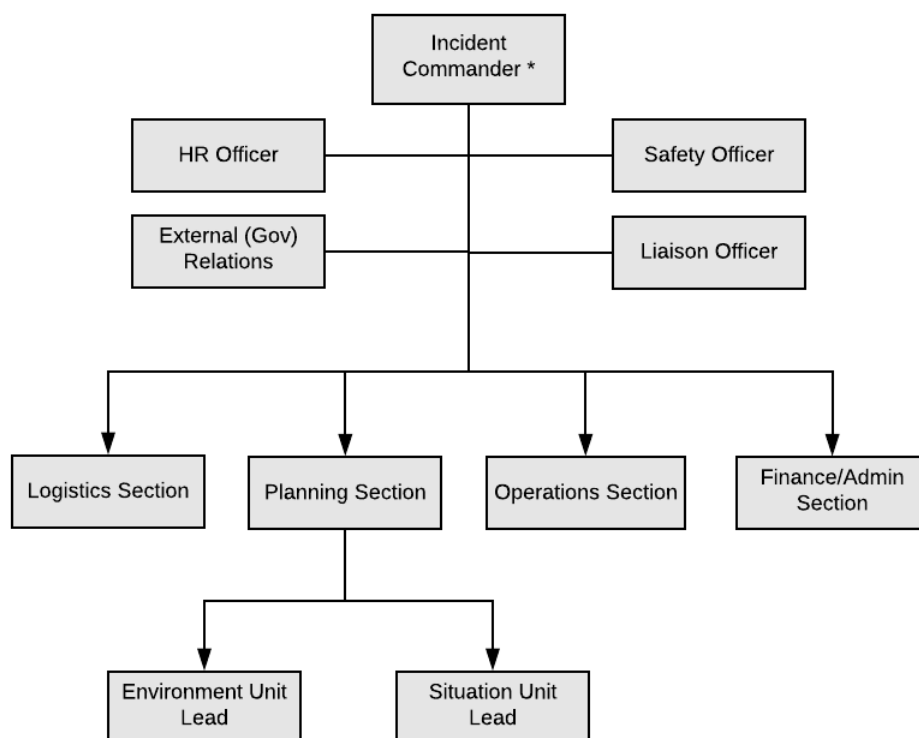 Incident
Commander *
HR Officer
Safety Officer
External (Gov)
Relations
Liaison Officer
Logistics Section
Planning Section
Operations Section
Finance/Admin
Section
Environment Unit
Lead
Situation Unit
Lead